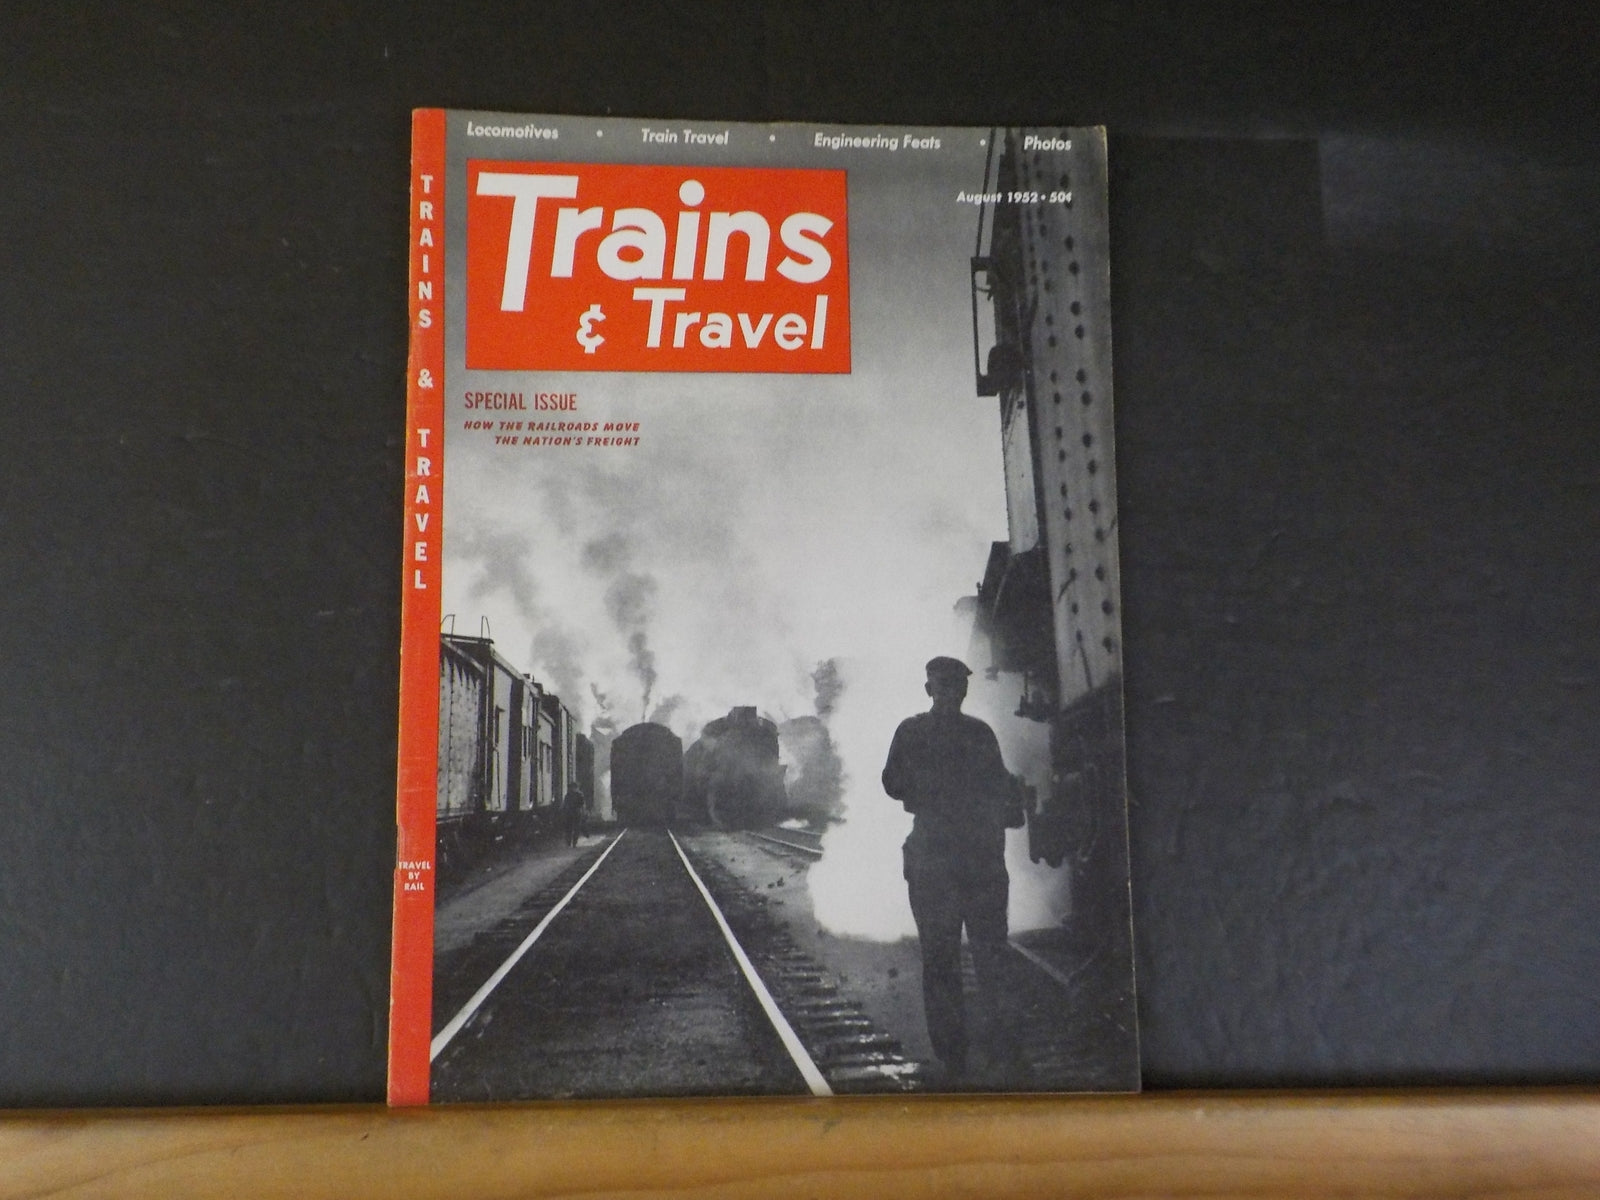 Locomotives • Train Travel • Engineering Feats • Photos
August 1952 • 50¢
Trains
& Travel
SPECIAL ISSUE
HOW THE RAILROADS MOVE
THE NATION'S FREIGHT
TRAINS & TRAVEL
TRAVEL
BY
RAIL